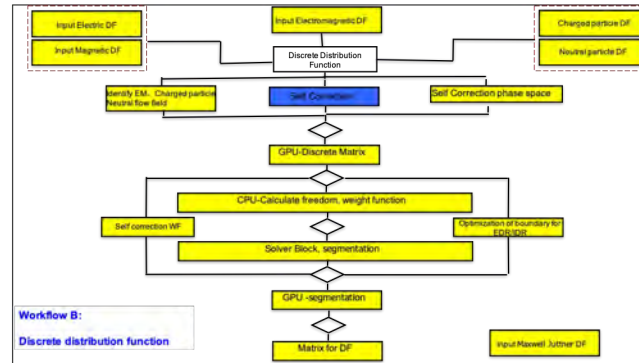 Input Electric DF
Input Magnetic DF
Input Electromagnetic DF
Charged particle DF
Neutral particle DF
Discrete Distribution
Function
Identify EM, Charged particle
Neutral flow field
Self Correction
Self Correction phase space
GPU-Discrete Matrix
CPU-Calculate freedom, weight function
Self correction WF
Optimization of boundary for
EDR/IDR
Solver Block, segmentation
GPU -segmentation
Matrix for DF
Workflow B:
Discrete distribution function
Input Maxwell Juttner DF